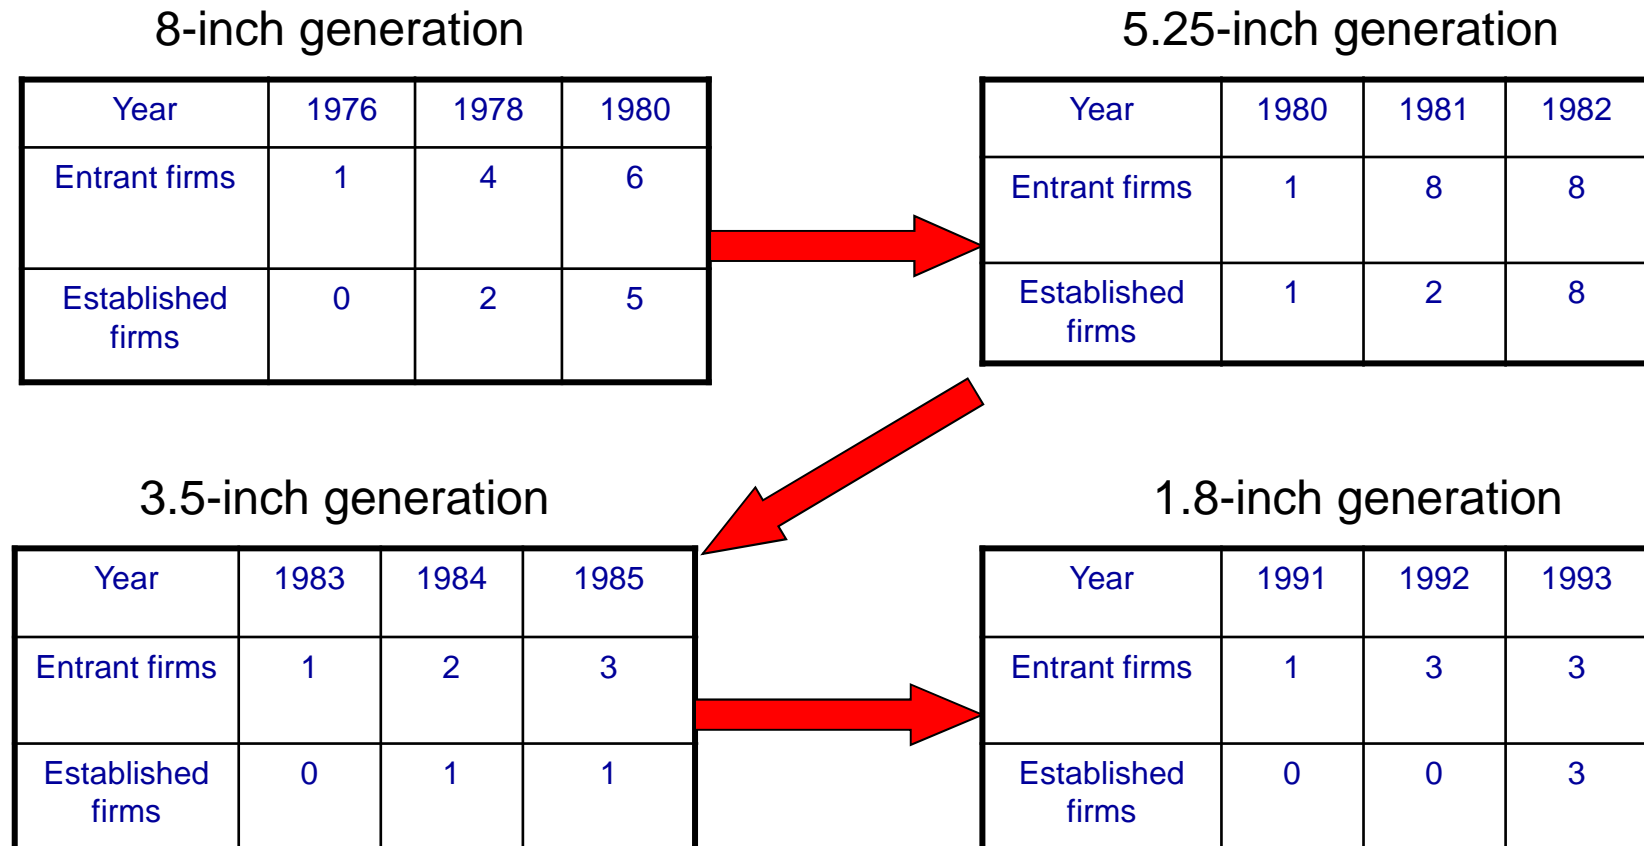 8-inch generation
Year 1976 1978 1980
Entrant firms 1 4 6
Established firms 0 2 5
5.25-inch generation
Year 1980 1981 1982
Entrant firms 1 8 8
Established firms 1 2 8
3.5-inch generation
Year 1983 1984 1985
Entrant firms 1 2 3
Established firms 0 1 1
1.8-inch generation
Year 1991 1992 1993
Entrant firms 1 3 3
Established firms 0 0 3